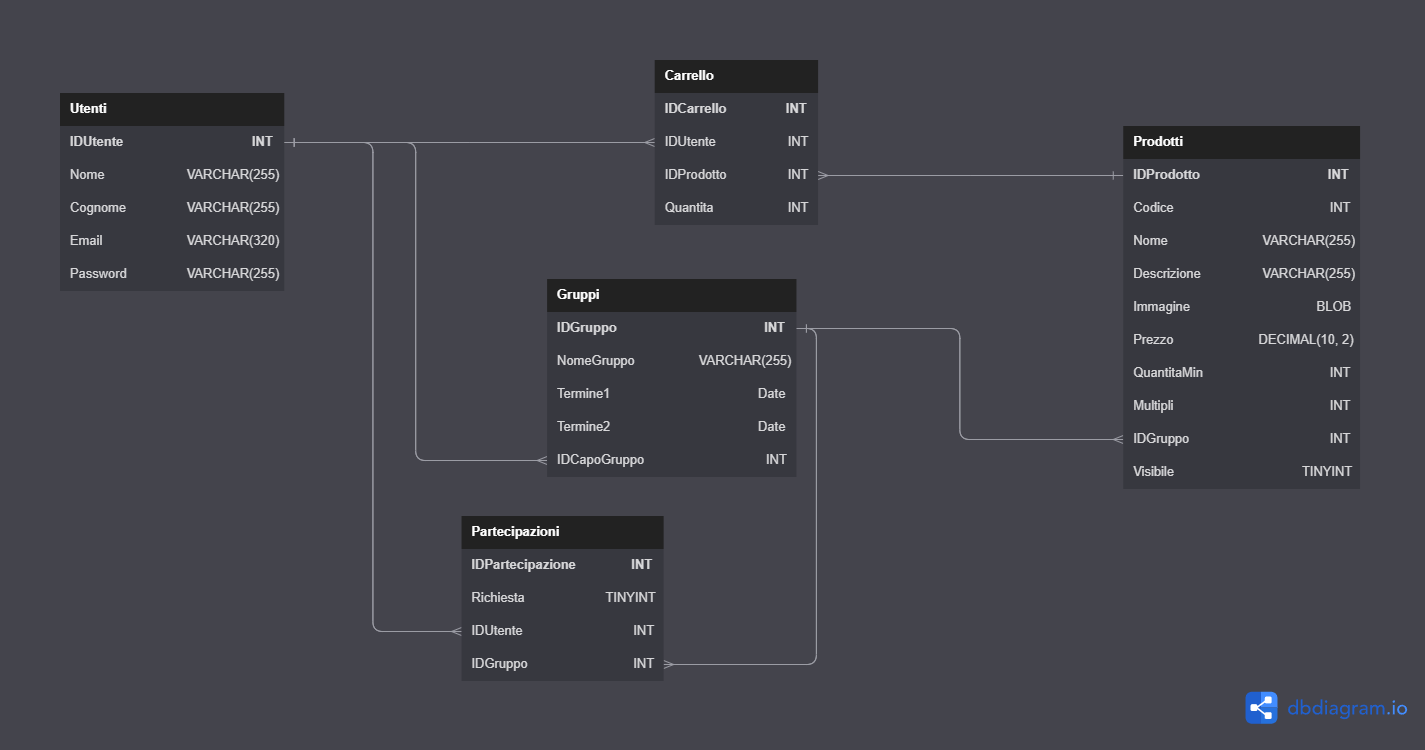 Utenti
IDUtente INT
Nome VARCHAR(255)
Cognome VARCHAR(255)
Email VARCHAR(320)
Password VARCHAR(255)
Carrello
IDCarrello INT
IDUtente INT
IDProdotto INT
Quantita INT
Gruppi
IDGruppo INT
NomeGruppo VARCHAR(255)
Termine1 Date
Termine2 Date
IDCapoGruppo INT
Partecipazioni
IDPartecipazione INT
Richiesta TINYINT
IDUtente INT
IDGruppo INT
Prodotti
IDProdotto INT
Codice INT
Nome VARCHAR(255)
Descrizione VARCHAR(255)
Immagine BLOB
Prezzo DECIMAL(10, 2)
QuantitaMin INT
Multipli INT
IDGruppo INT
Visibile TINYINT
dbdiagram.io